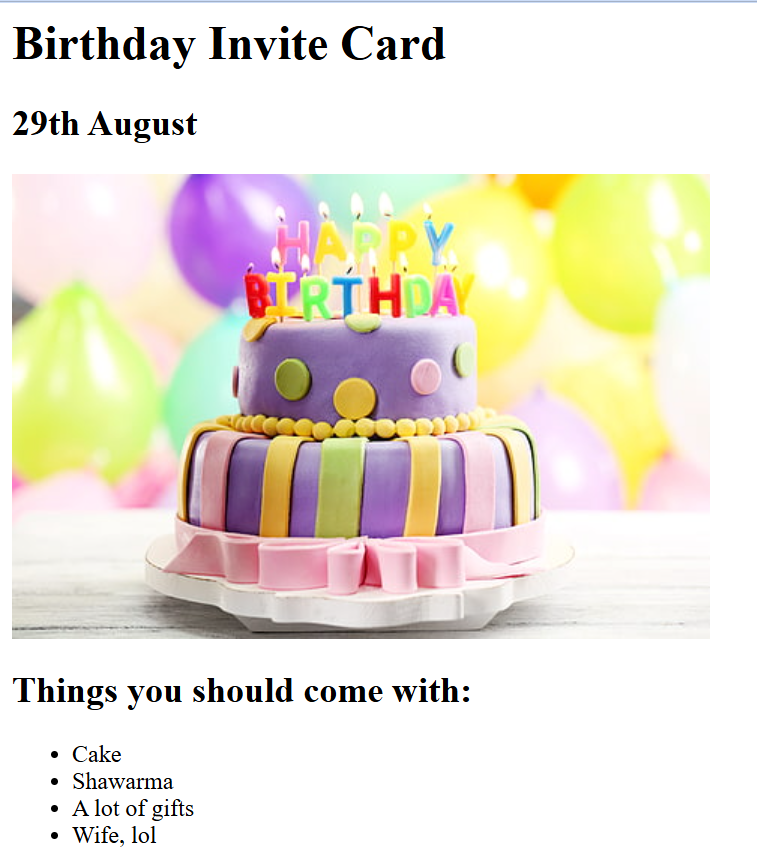 Birthday Invite Card
29th August
HAPPY
BIRTHDAY
Things you should come with:
Cake
Shawarma
A lot of gifts
Wife, lol